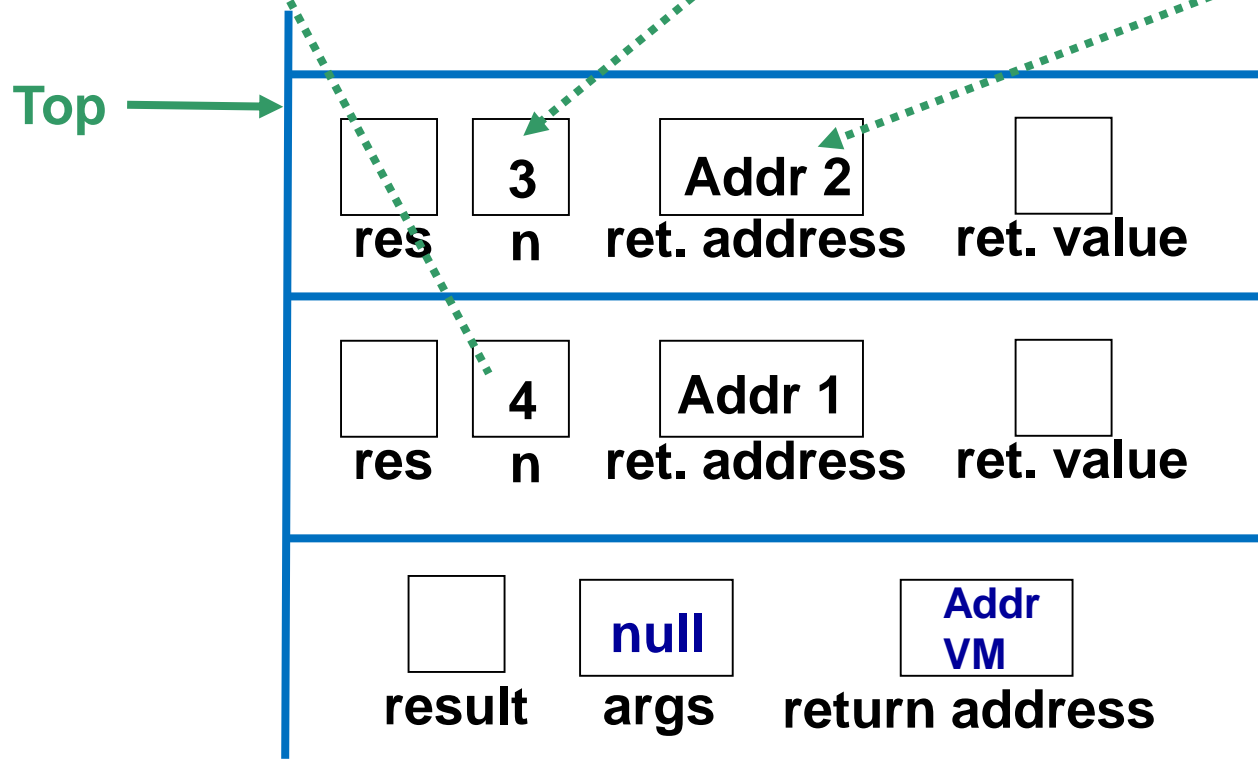 Top
3
Addr 2
res
n
ret. address
ret. value
4
Addr 1
res
n
ret. address
ret. value
null
Addr
VM
result
args
return address